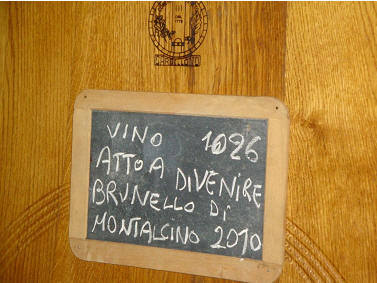 VINO 1026
ATTO A DIVENIRE
BRUNELLO DI
MONTALCINO 2010